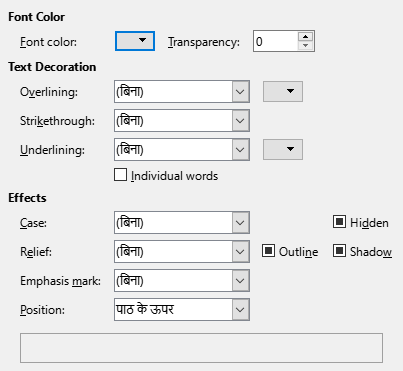 Font Color
Font color: Transparency: 0
Text Decoration
Overlining: (बिना)
Strikethrough: (बिना)
Underlining: (बिना)
Individual words
Effects
Case: (बिना) Hidden
Relief: (बिना) Outline Shadow
Emphasis mark: (बिना)
Position: पाठ के ऊपर